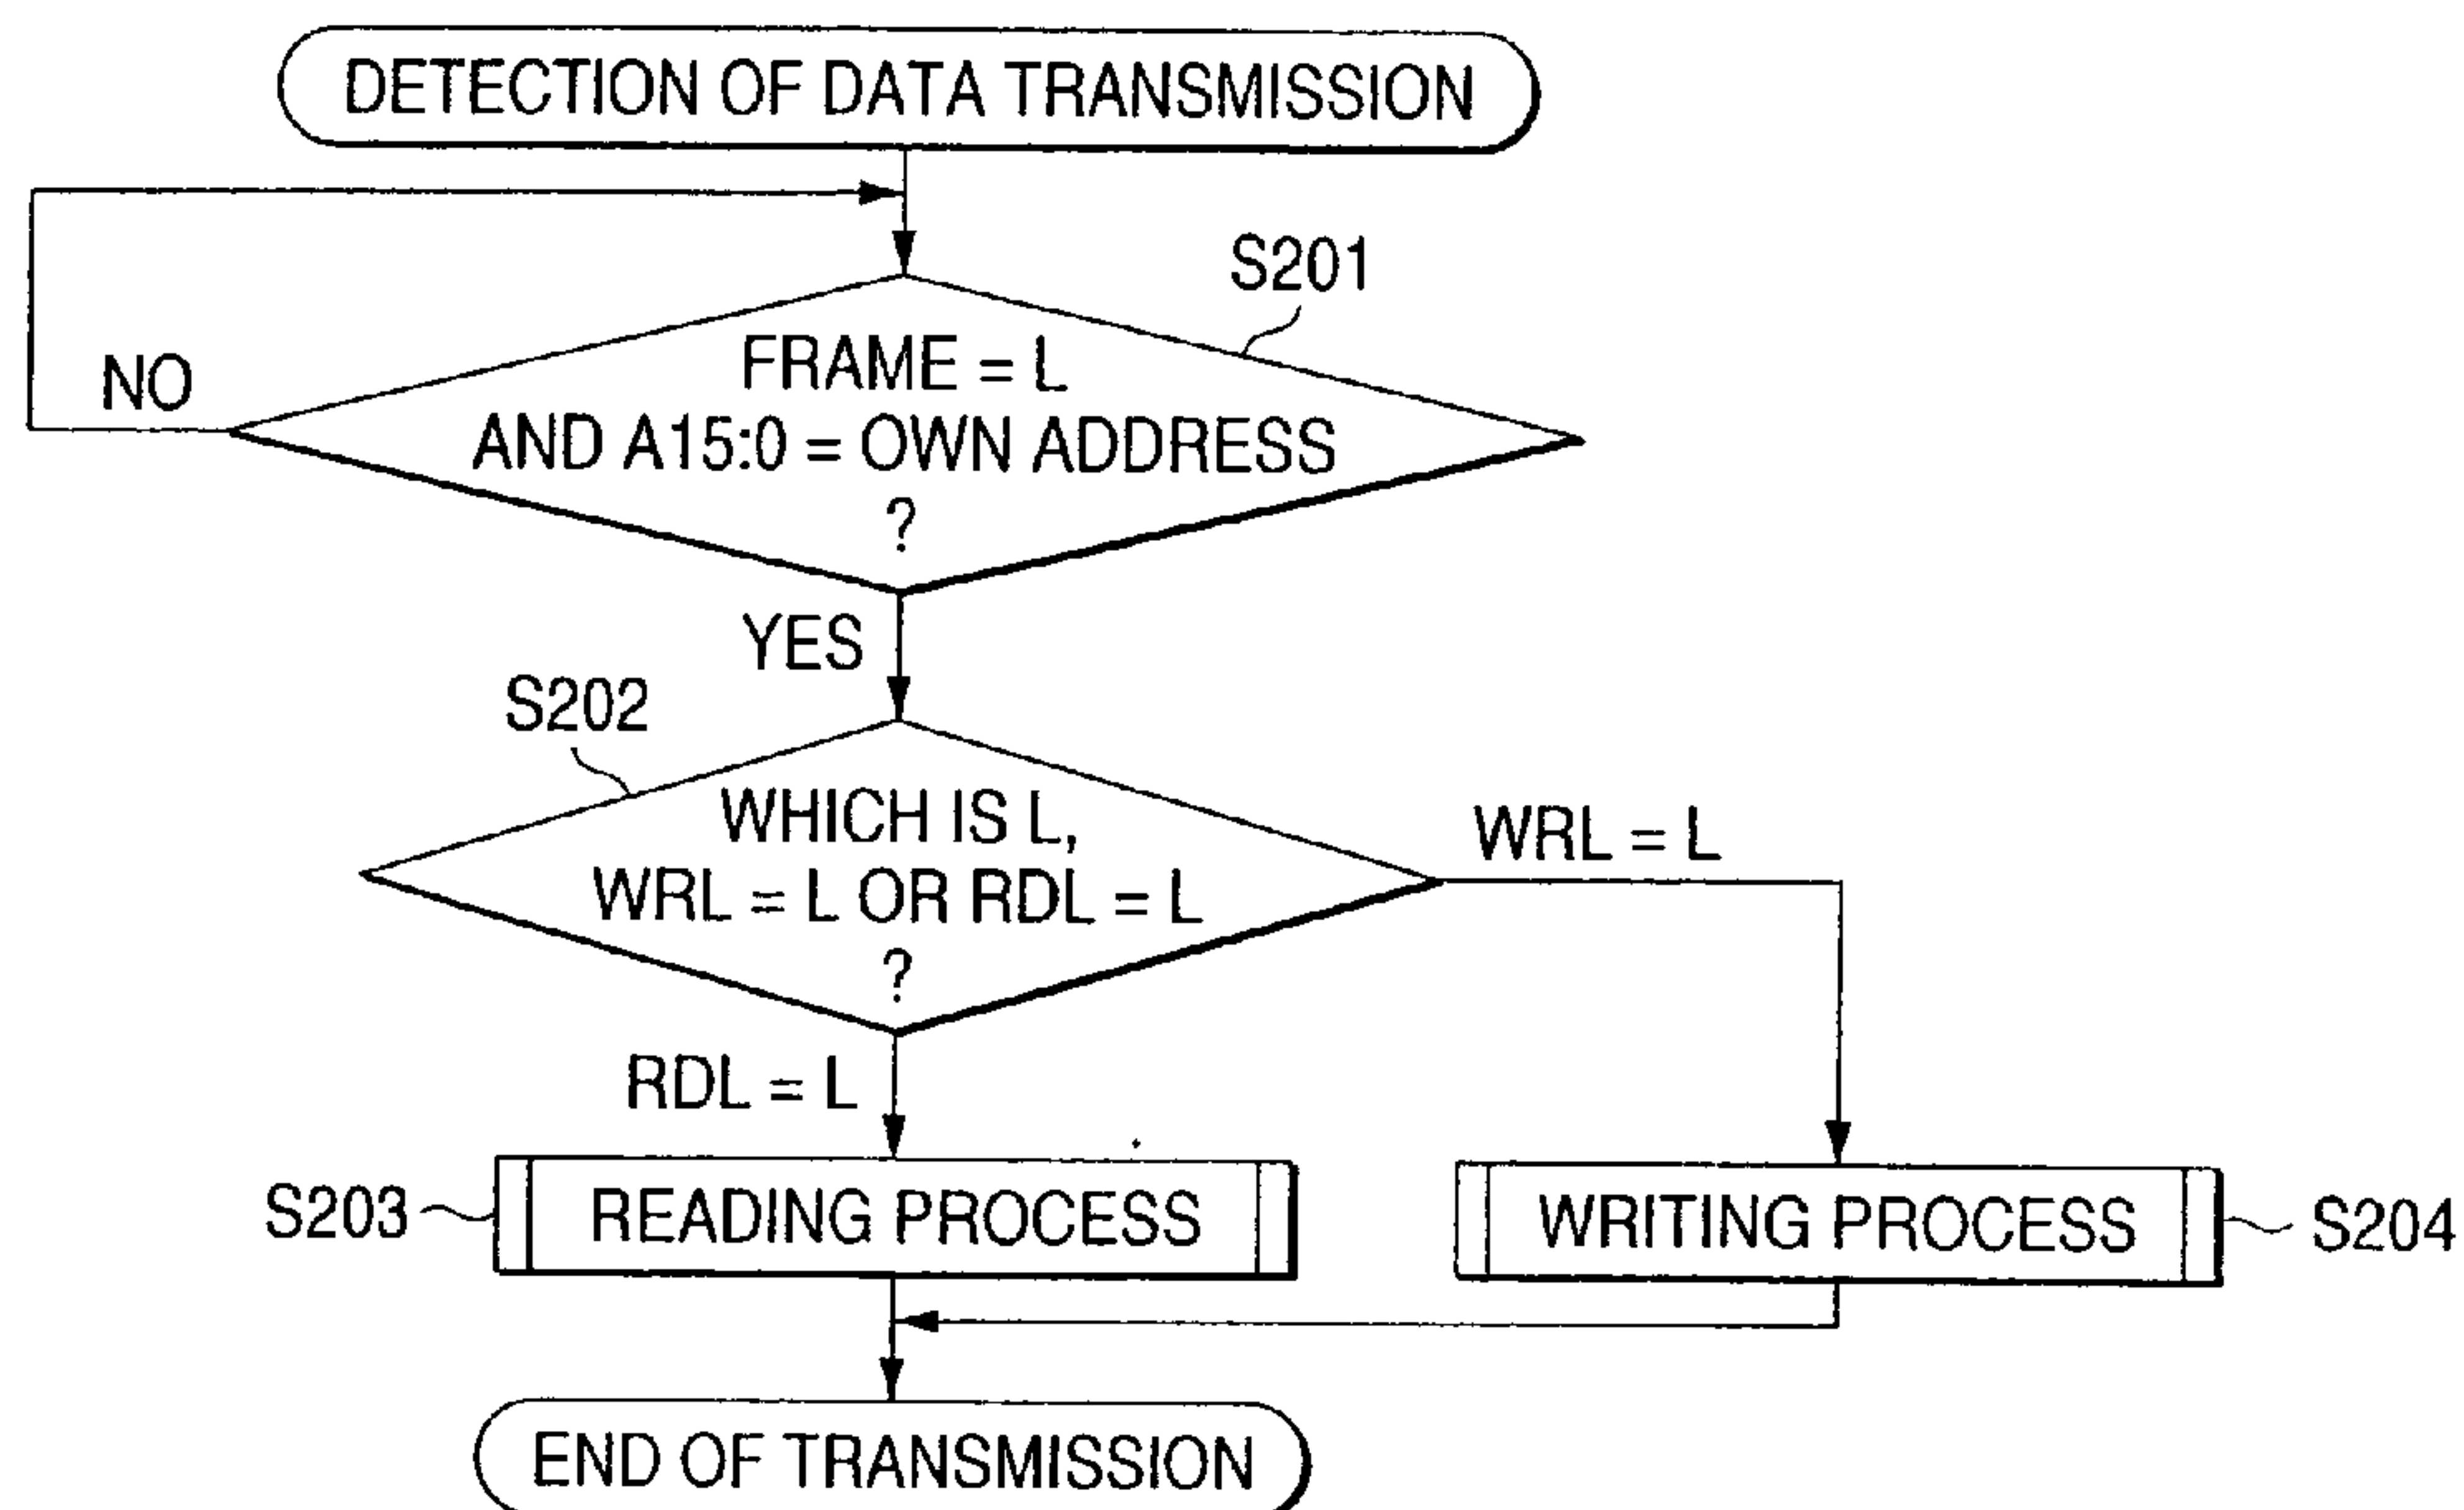 DETECTION OF DATA TRANSMISSION
S201
FRAME = L
NO
AND A15:0 = OWN ADDRESS
?
YES
S202
WHICH IS L,
WRL = L
WRL = L OR RDL = L
?
RDL = L
S203
READING PROCESS
WRITING PROCESS
S204
END OF TRANSMISSION